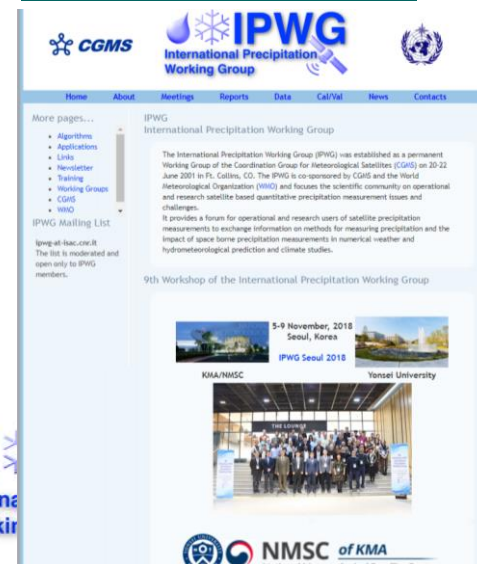 CGMS
IPWG
International Precipitation
Working Group
Home About Meetings Reports Data Cal/Val News Contacts
More pages...
Algorithms
Applications
Links
Newsletter
Training
Working Groups
CGMS
WMO
IPWG Mailing List
ipwg-at-isac.cnr.it
The list is moderated and
open only to IPWG
members.
IPWG
International Precipitation Working Group
The International Precipitation Working Group (IPWG) was established as a permanent
Working Group of the Coordination Group for Meteorological Satellites (CGMS) on 20-22
June 2001 in Ft. Collins, CO. The IPWG is co-sponsored by CGMS and the World
Meteorological Organization (WMO) and focuses the scientific community on operational
and research satellite based quantitative precipitation measurement issues and
challenges.
It provides a forum for operational and research users of satellite precipitation
measurements to exchange information on methods for measuring precipitation and the
impact of space borne precipitation measurements in numerical weather and
hydrometeorological prediction and climate studies.
9th Workshop of the International Precipitation Working Group
5-9 November, 2018
Seoul, Korea
IPWG Seoul 2018
KMA/NMSC
Yonsei University
THE LOUNGE
NMSC of KMA